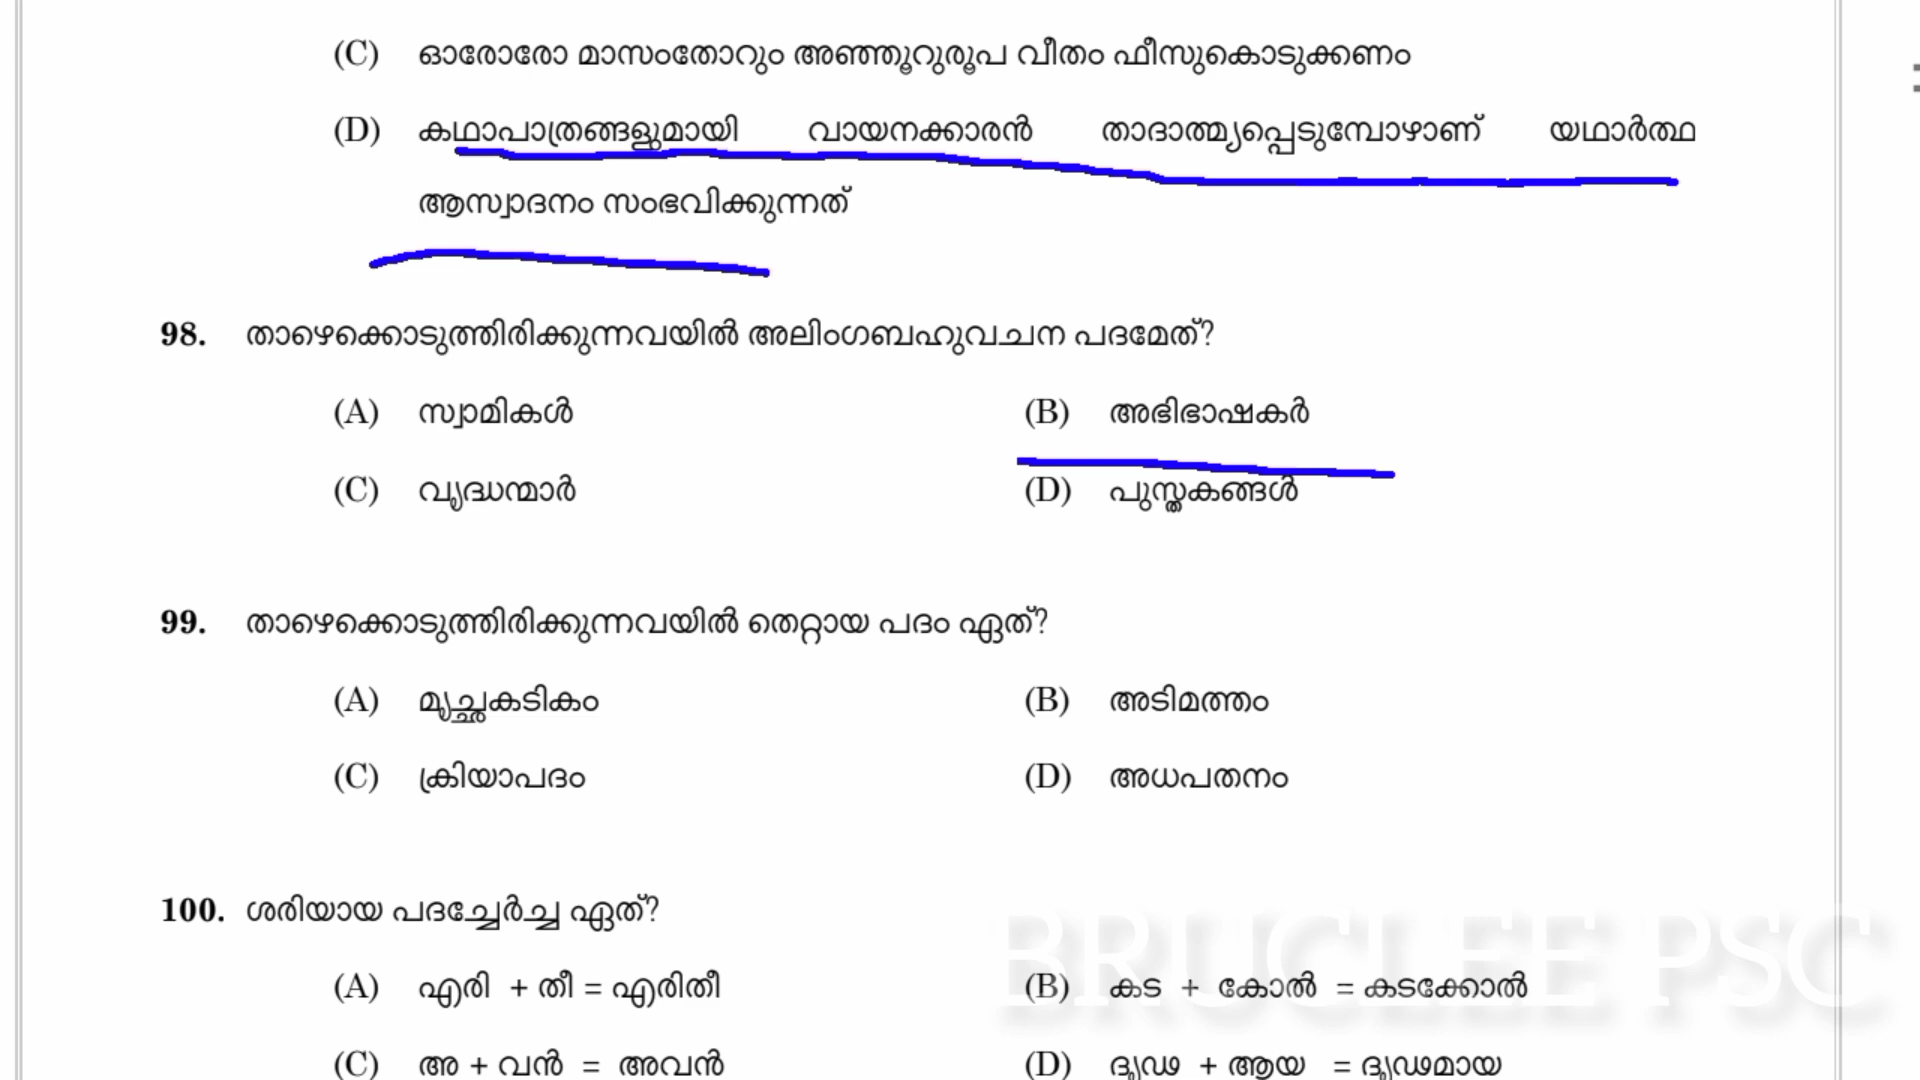 (C) ഓരോരോ മാസംതോറും അഞ്ഞൂറുരൂപ വീതം ഫീസുകൊടുക്കണം
(D) കഥാപാത്രങ്ങളുമായി വായനക്കാരൻ താദാത്മ്യപ്പെടുമ്പോഴാണ് യഥാർത്ഥ
ആസ്വാദനം സംഭവിക്കുന്നത്
98. താഴെക്കൊടുത്തിരിക്കുന്നവയിൽ അലിംഗബഹുവചന പദമേത്?
(A) സ്വാമികൾ (B) അഭിഭാഷകർ
(C) വൃദ്ധന്മാർ (D) പുസ്തകങ്ങൾ
99. താഴെക്കൊടുത്തിരിക്കുന്നവയിൽ തെറ്റായ പദം ഏത്?
(A) മൃച്ഛകടികം (B) അടിമത്തം
(C) ക്രിയാപദം (D) അധപതനം
100. ശരിയായ പദച്ചേർച്ച ഏത്?
BRUCLEE PSC
(A) എരി + തീ = എരിതീ (B) കട + കോൽ = കടക്കോൽ
(C) അ + വൻ = അവൻ (D) ദൃഢ + ആയ = ദൃഢമായ